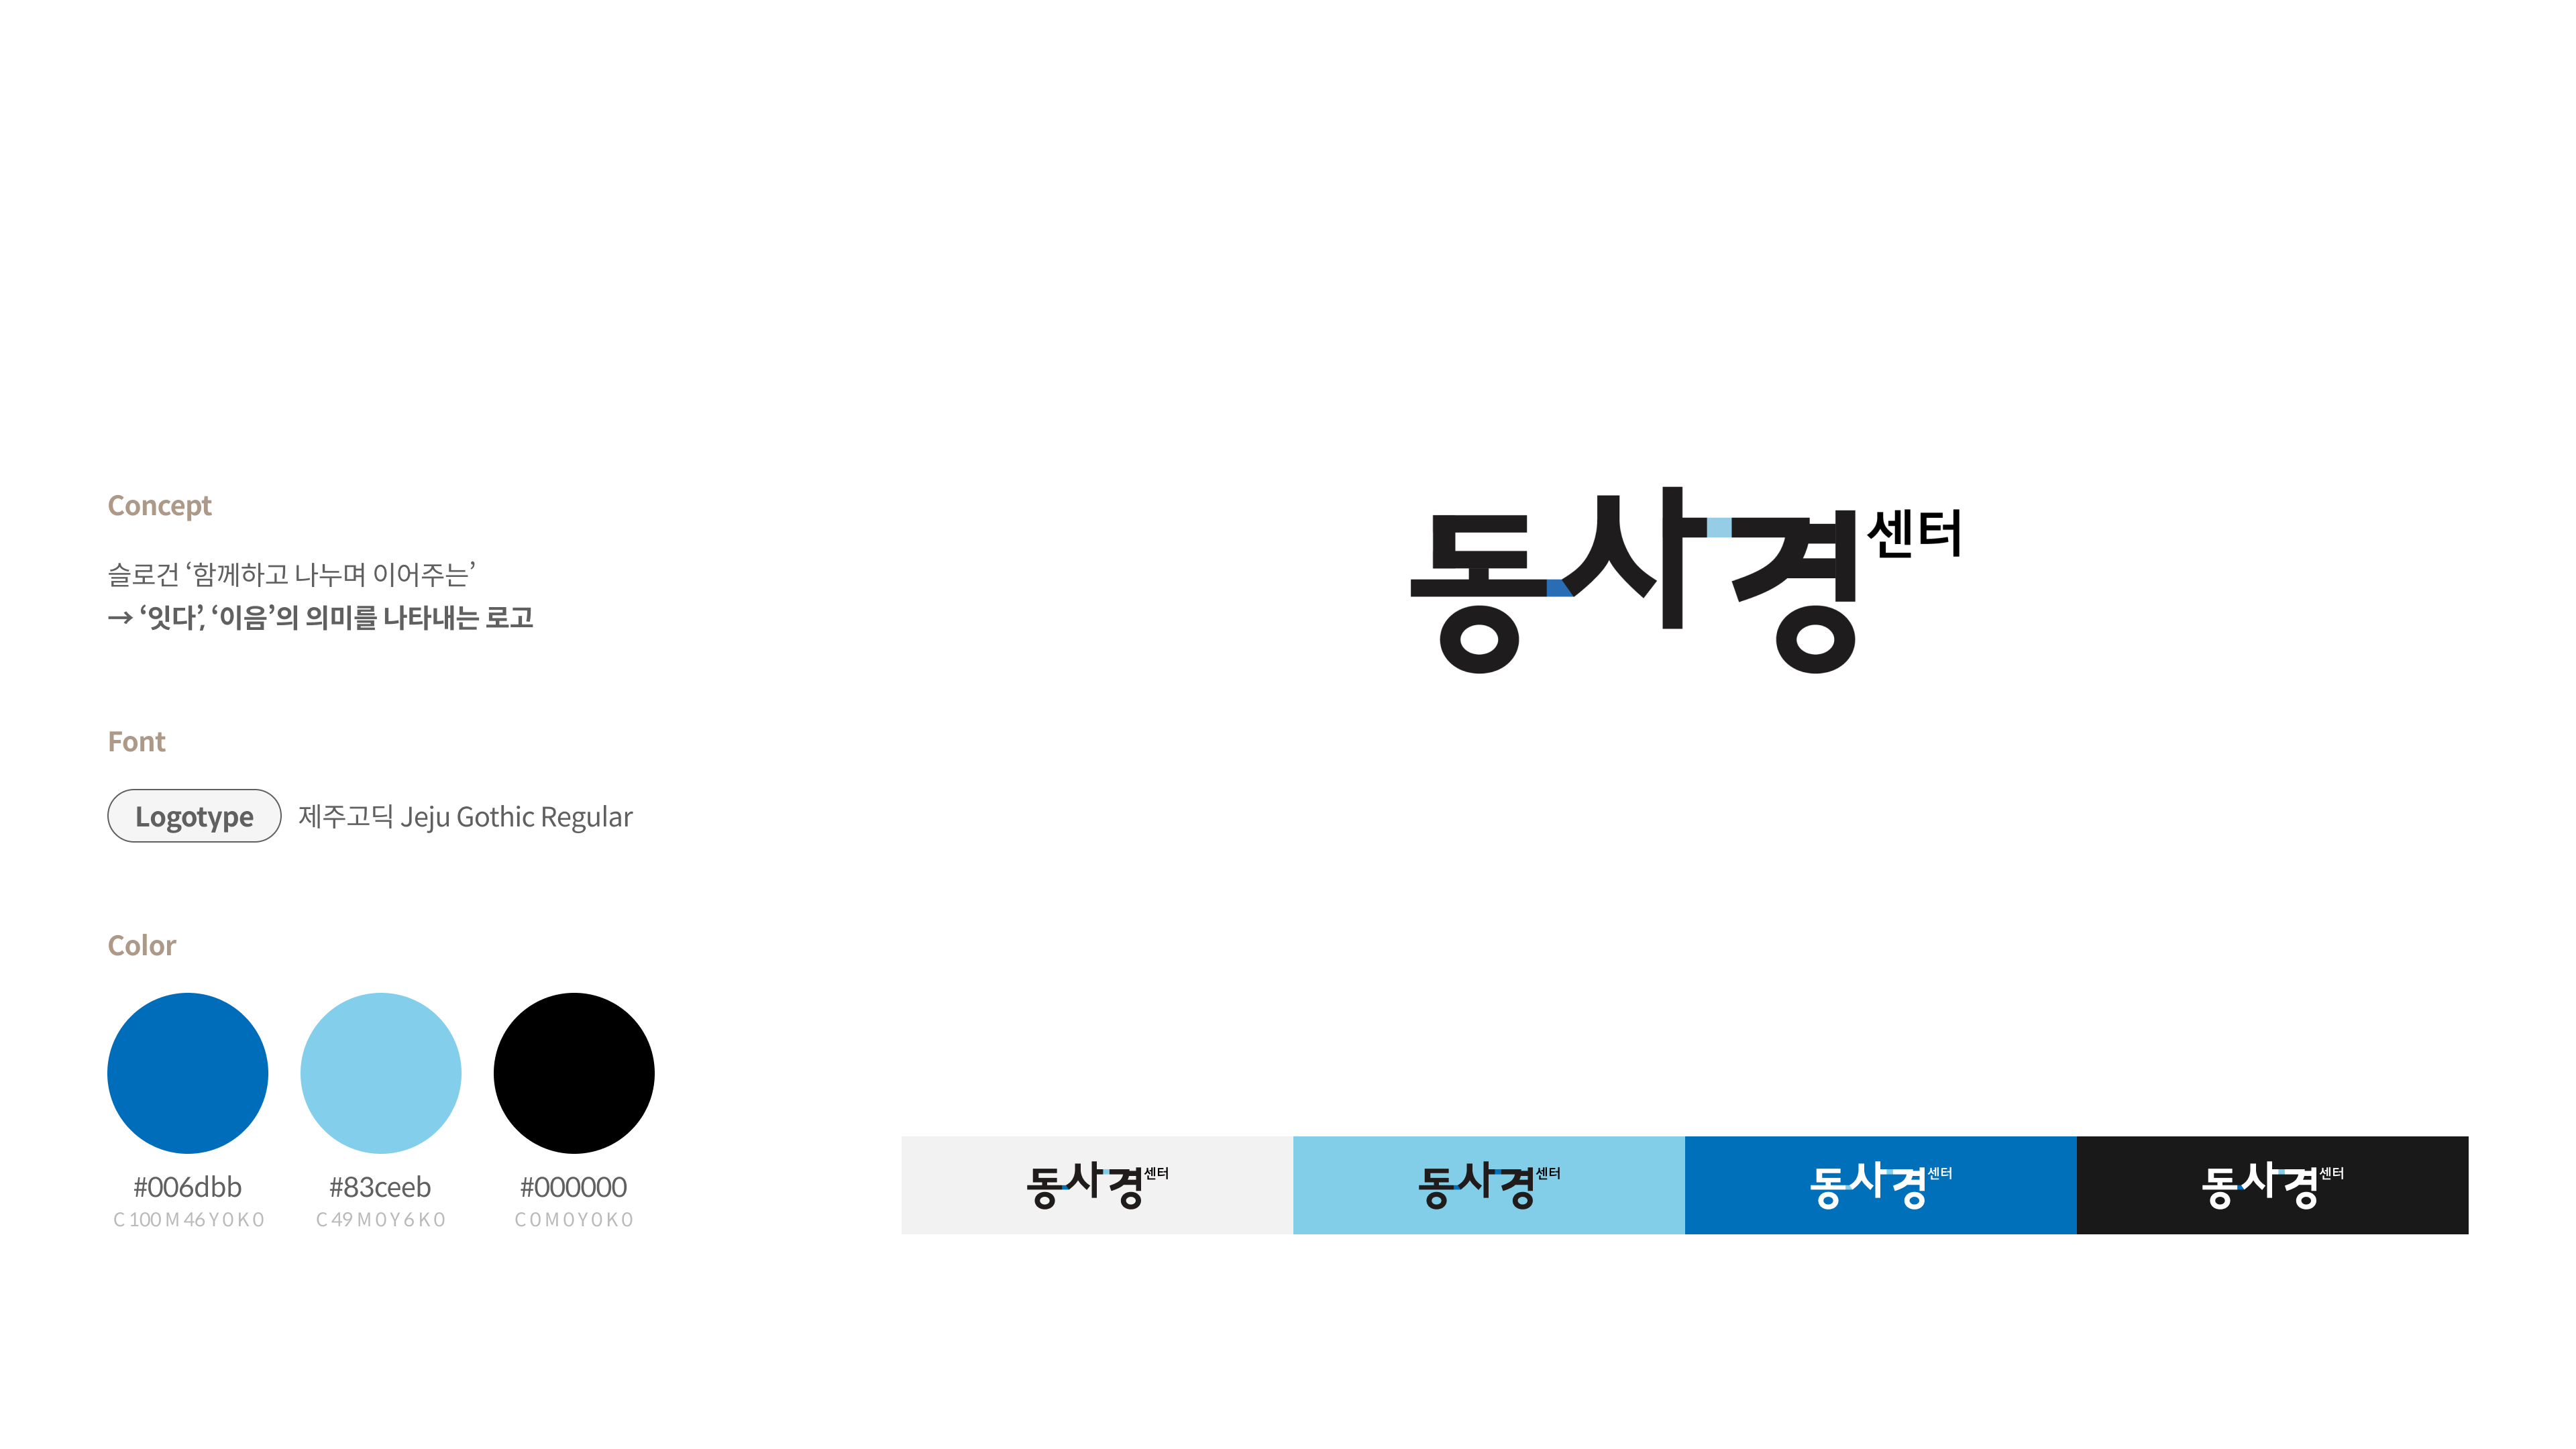 Concept
슬로건 ‘함께하고 나누며 이어주는’
→ ‘잇다’, ‘이음’의 의미를 나타내는 로고
Font
Logotype 제주고딕 Jeju Gothic Regular
Color
#006dbb #83ceeb #000000
C 100 M 46 Y 0 K 0 C 49 M 0 Y 6 K 0 C 0 M 0 Y 0 K 0
동사경센터
동사경센터 동사경센터 동사경센터 동사경센터